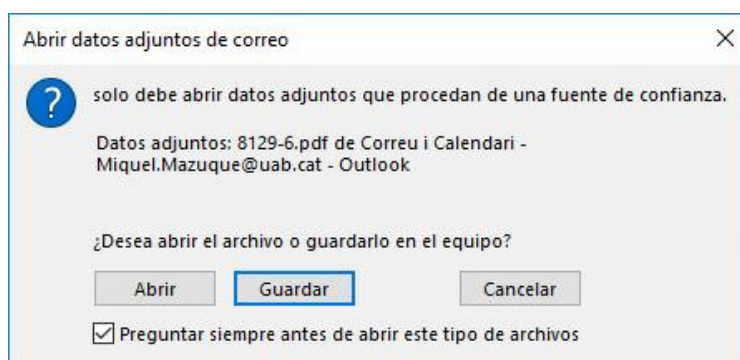 Abrir datos adjuntos de correo
solo debe abrir datos adjuntos que procedan de una fuente de confianza.
Datos adjuntos: 8129-6.pdf de Correu i Calendari -
Miquel.Mazuque@uab.cat - Outlook
¿Desea abrir el archivo o guardarlo en el equipo?
Abrir Guardar Cancelar
Preguntar siempre antes de abrir este tipo de archivos